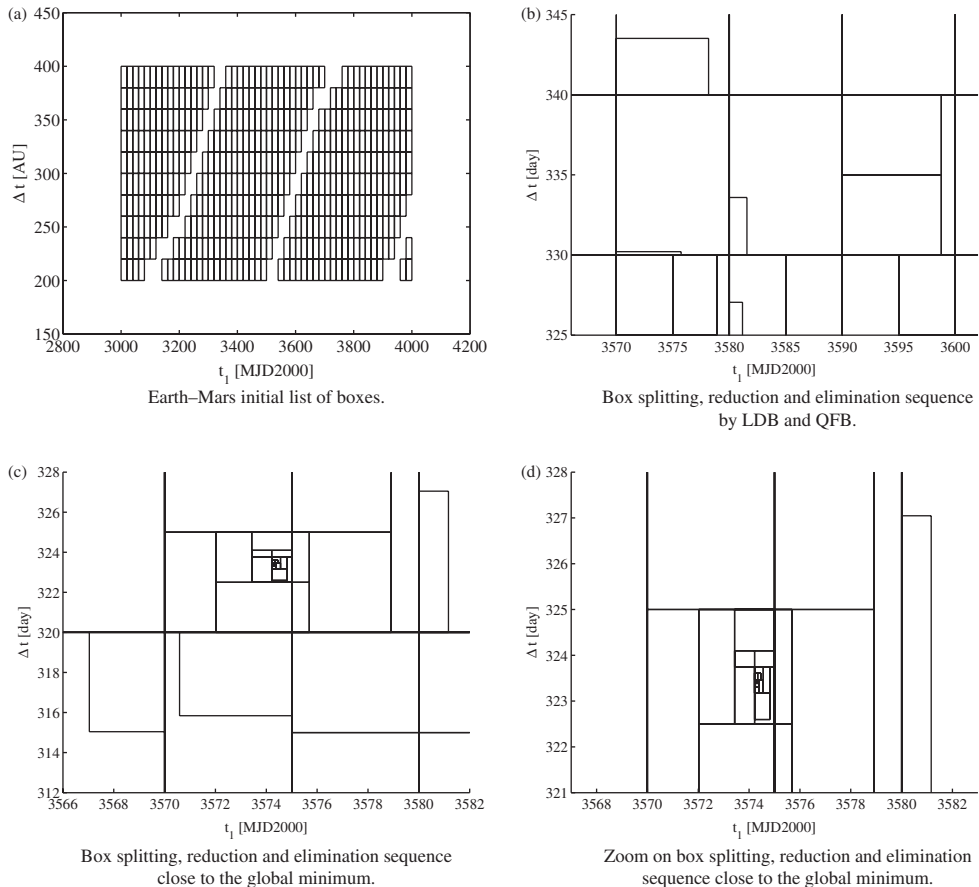 (a)
450
400
350
300
250
200
150
Δ t [AU]
2800 3000 3200 3400 3600 3800 4000 4200
t_1 [MJD2000]
Earth–Mars initial list of boxes.
(b)
345
340
335
330
325
Δ t [day]
3570 3575 3580 3585 3590 3595 3600
t_1 [MJD2000]
Box splitting, reduction and elimination sequence
by LDB and QFB.
(c)
328
326
324
322
320
318
316
314
312
Δ t [day]
3566 3568 3570 3572 3574 3576 3578 3580 3582
t_1 [MJD2000]
Box splitting, reduction and elimination sequence
close to the global minimum.
(d)
328
327
326
325
324
323
322
321
Δ t [day]
3568 3570 3572 3574 3576 3578 3580 3582
t_1 [MJD2000]
Zoom on box splitting, reduction and elimination
sequence close to the global minimum.